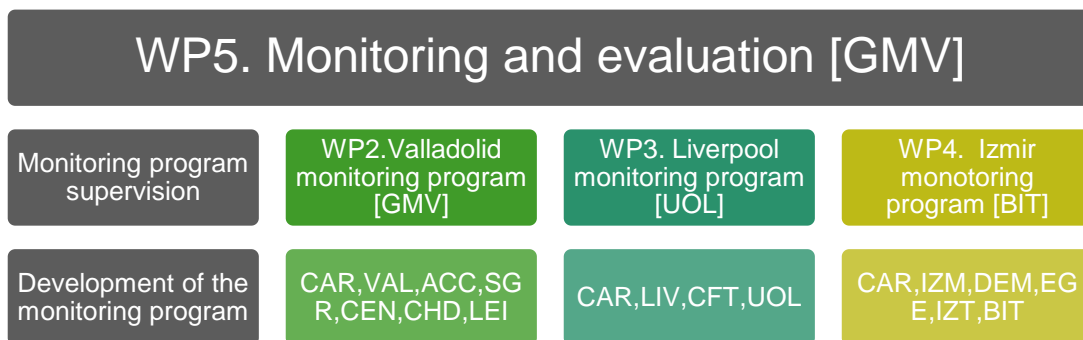 WP5. Monitoring and evaluation [GMV]
Monitoring program
supervision
WP2.Valladolid
monitoring program
[GMV]
WP3. Liverpool
monitoring program
[UOL]
WP4. Izmir
monotoring
program [BIT]
Development of the
monitoring program
CAR,VAL,ACC,SG
R,CEN,CHD,LEI
CAR,LIV,CFT,UOL
CAR,IZM,DEM,EG
E,IZT,BIT